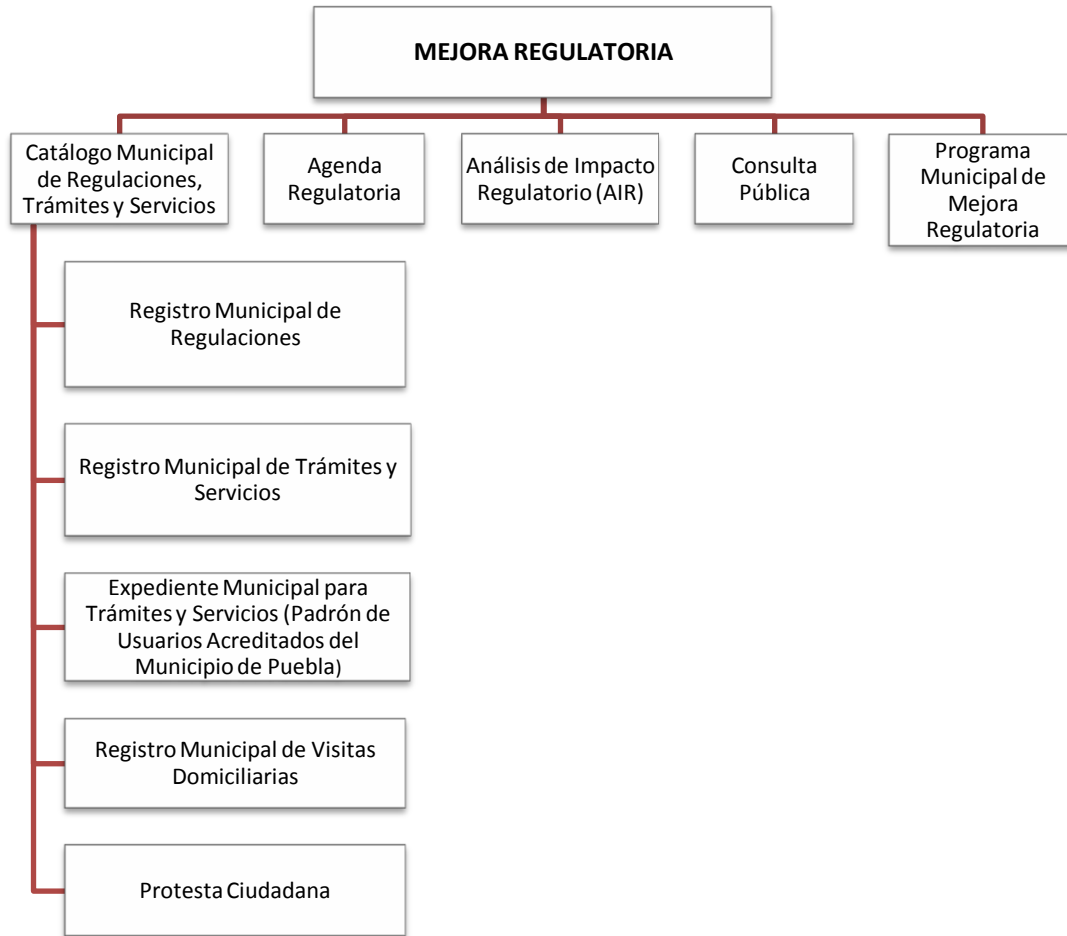 MEJORA REGULATORIA
Catálogo Municipal
de Regulaciones,
Trámites y Servicios
Agenda
Regulatoria
Análisis de Impacto
Regulatorio (AIR)
Consulta
Pública
Programa
Municipal de
Mejora
Regulatoria
Registro Municipal de
Regulaciones
Registro Municipal de Trámites y
Servicios
Expediente Municipal para
Trámites y Servicios (Padrón de
Usuarios Acreditados del
Municipio de Puebla)
Registro Municipal de Visitas
Domiciliarias
Protesta Ciudadana